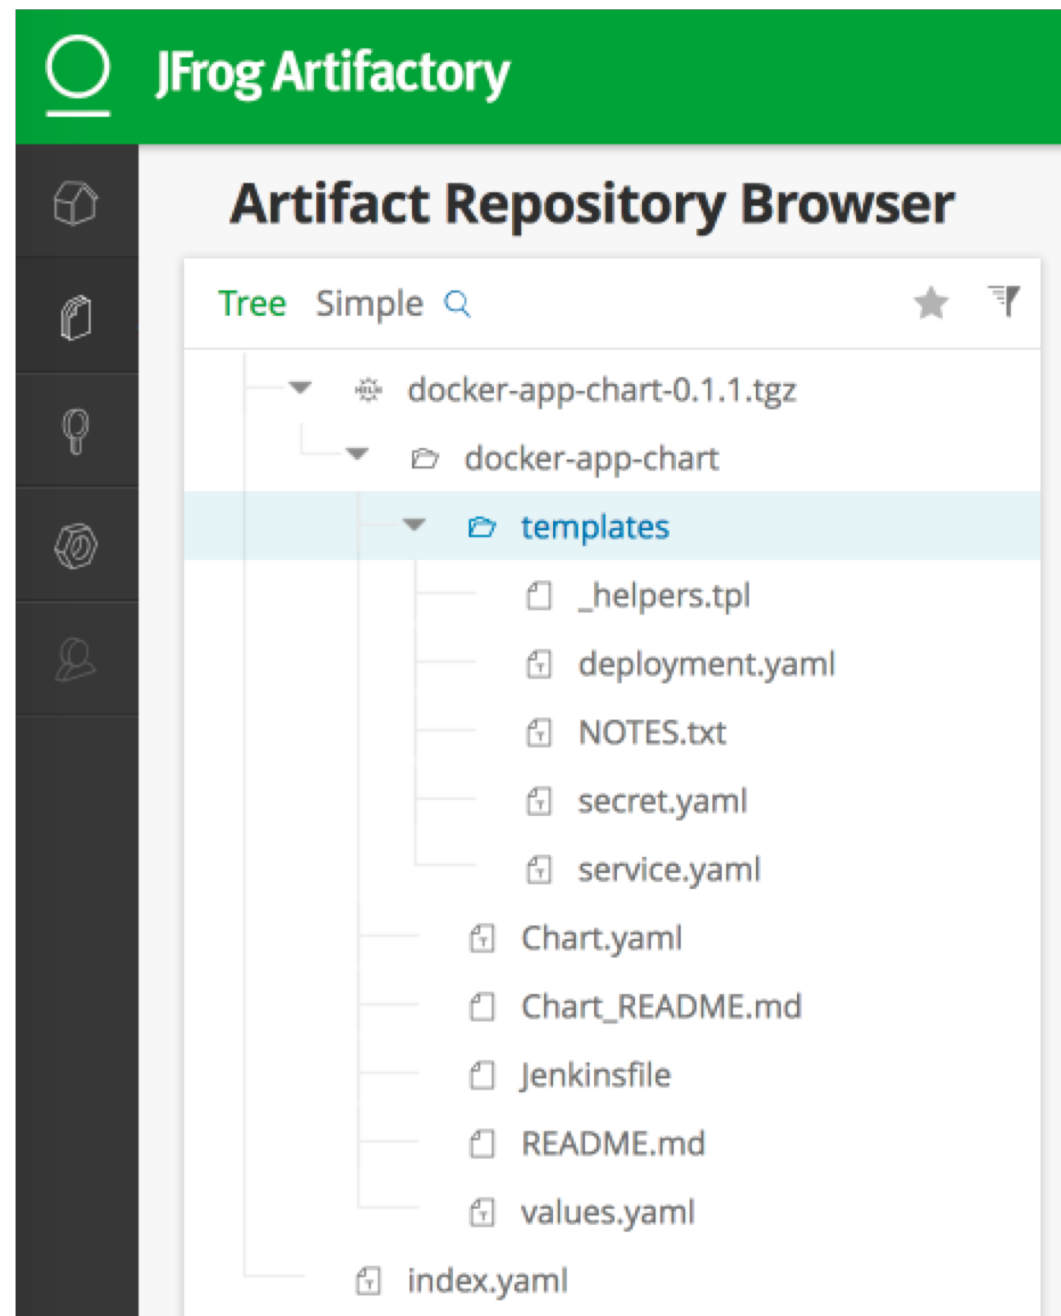 JFrog Artifactory
Artifact Repository Browser
Tree Simple
HELM docker-app-chart-0.1.1.tgz
docker-app-chart
templates
_helpers.tpl
deployment.yaml
NOTES.txt
secret.yaml
service.yaml
Chart.yaml
Chart_README.md
Jenkinsfile
README.md
values.yaml
index.yaml